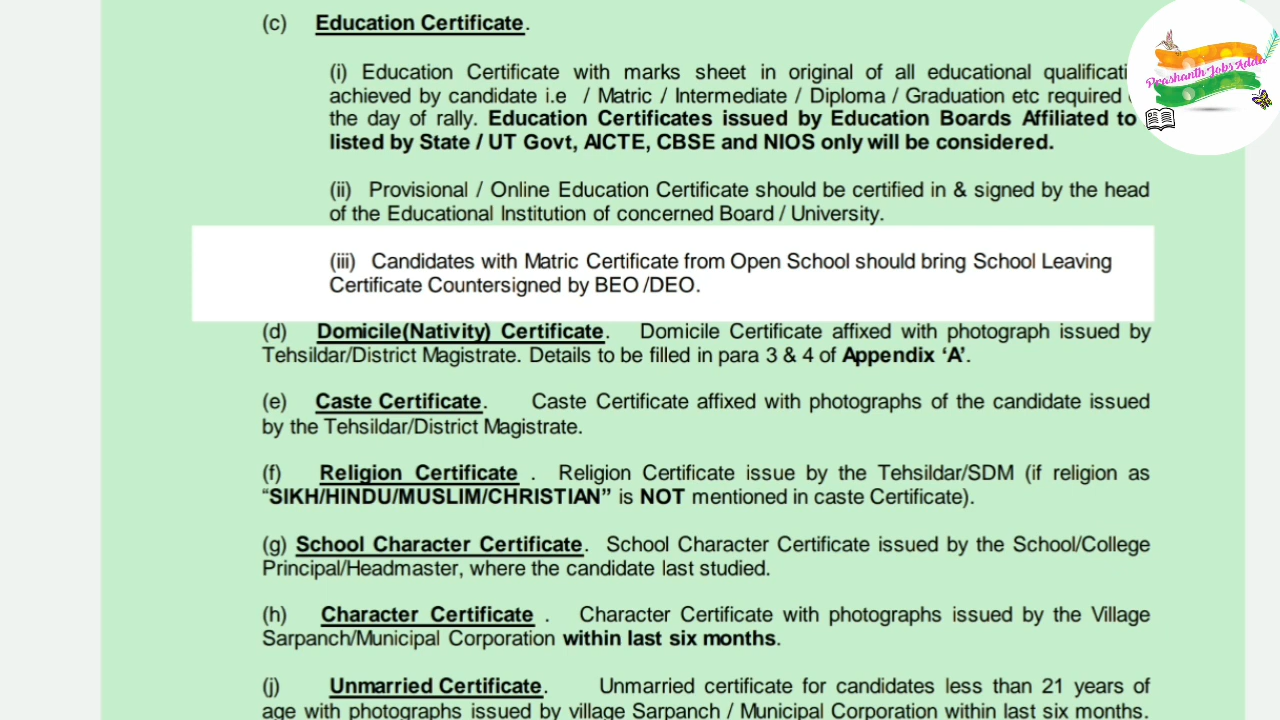 (c) Education Certificate.
(i) Education Certificate with marks sheet in original of all educational
achieved by candidate i.e / Matric / Intermediate / Diploma / Graduation etc required
the day of rally. Education Certificates issued by Education Boards Affiliated to
listed by State / UT Govt, AICTE, CBSE and NIOS only will be considered.
(ii) Provisional / Online Education Certificate should be certified in & signed by the head
of the Educational Institution of concerned Board / University.
(iii) Candidates with Matric Certificate from Open School should bring School Leaving
Certificate Countersigned by BEO /DEO.
(d) Domicile(Nativity) Certificate. Domicile Certificate affixed with photograph issued by
Tehsildar/District Magistrate. Details to be filled in para 3 & 4 of Appendix ‘A’.
(e) Caste Certificate. Caste Certificate affixed with photographs of the candidate issued
by the Tehsildar/District Magistrate.
(f) Religion Certificate . Religion Certificate issue by the Tehsildar/SDM (if religion as
“SIKH/HINDU/MUSLIM/CHRISTIAN” is NOT mentioned in caste Certificate).
(g) School Character Certificate. School Character Certificate issued by the School/College
Principal/Headmaster, where the candidate last studied.
(h) Character Certificate . Character Certificate with photographs issued by the Village
Sarpanch/Municipal Corporation within last six months.
(j) Unmarried Certificate. Unmarried certificate for candidates less than 21 years of
age with photographs issued by village Sarpanch / Municipal Corporation within last six months.
Prashanth Jobs Adda